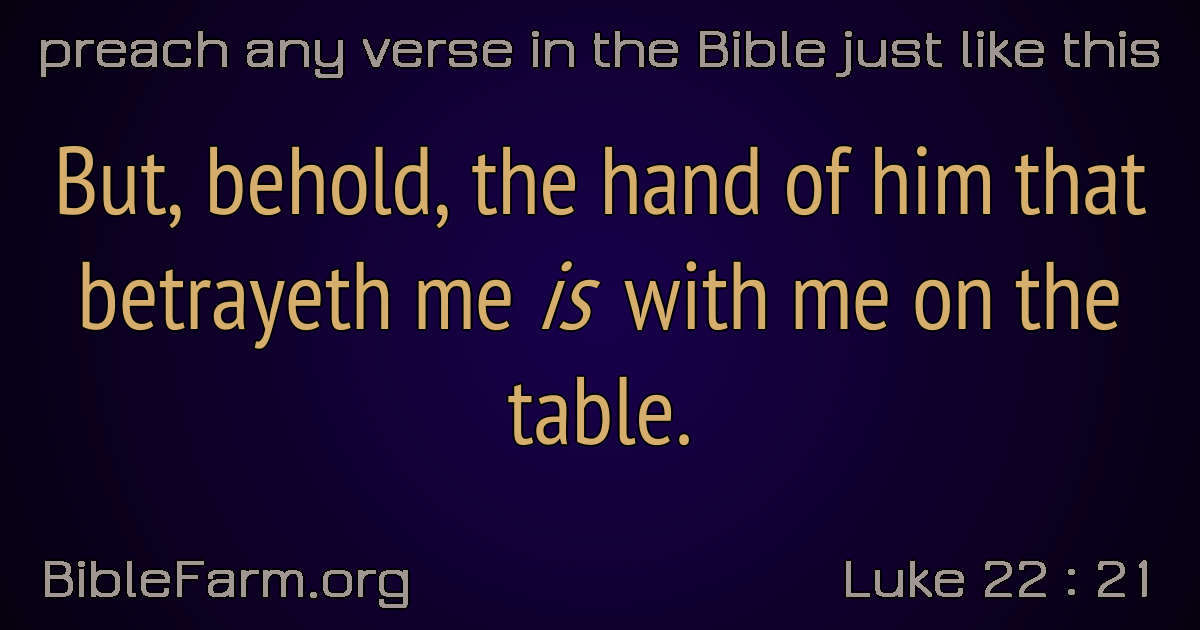 preach any verse in the Bible just like this
But, behold, the hand of him that
betrayeth me is with me on the
table.
BibleFarm.org
Luke 22 : 21